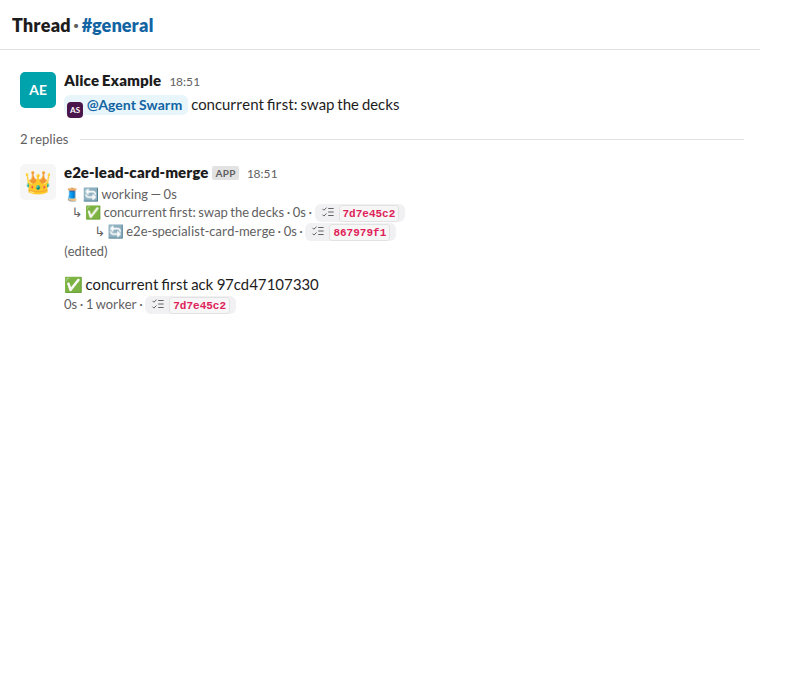 Thread • #general
AE
Alice Example 18:51
AS @Agent Swarm concurrent first: swap the decks
2 replies
e2e-lead-card-merge APP 18:51
🧵 🔄 working — 0s
↳ ✅ concurrent first: swap the decks · 0s · 7d7e45c2
↳ 🔄 e2e-specialist-card-merge · 0s · 867979f1
(edited)
✅ concurrent first ack 97cd47107330
0s · 1 worker · 7d7e45c2